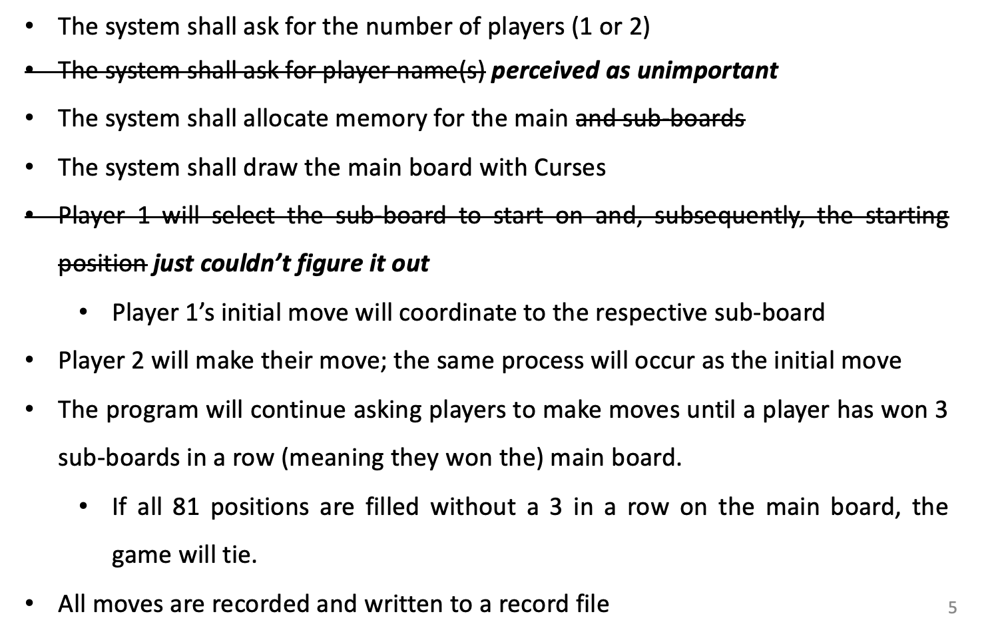 • The system shall ask for the number of players (1 or 2)
• The system shall ask for player name(s) perceived as unimportant
• The system shall allocate memory for the main and sub-boards
• The system shall draw the main board with Curses
• Player 1 will select the sub-board to start on and, subsequently, the starting
position just couldn’t figure it out
• Player 1’s initial move will coordinate to the respective sub-board
• Player 2 will make their move; the same process will occur as the initial move
• The program will continue asking players to make moves until a player has won 3
sub-boards in a row (meaning they won the) main board.
• If all 81 positions are filled without a 3 in a row on the main board, the
game will tie.
• All moves are recorded and written to a record file
5